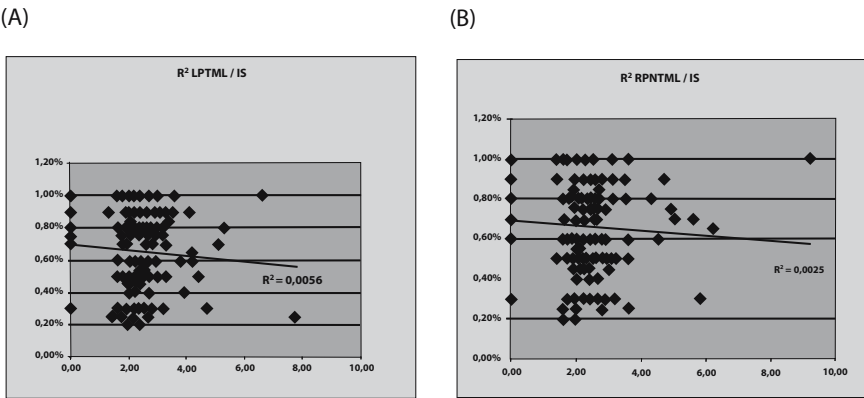 (A)
R² LPTML / IS
1,20%
1,00%
0,80%
0,60%
0,40%
0,20%
0,00%
R² = 0,0056
0,00 2,00 4,00 6,00 8,00 10,00
(B)
R² RPNTML / IS
1,20%
1,00%
0,80%
0,60%
0,40%
0,20%
0,00%
R² = 0,0025
0,00 2,00 4,00 6,00 8,00 10,00